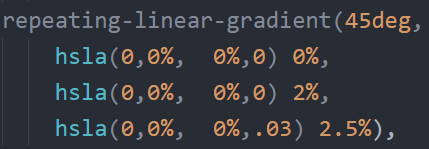 repeating-linear-gradient(45deg,
hsla(0,0%,  0%,0) 0%,
hsla(0,0%,  0%,0) 2%,
hsla(0,0%,  0%,.03) 2.5%),